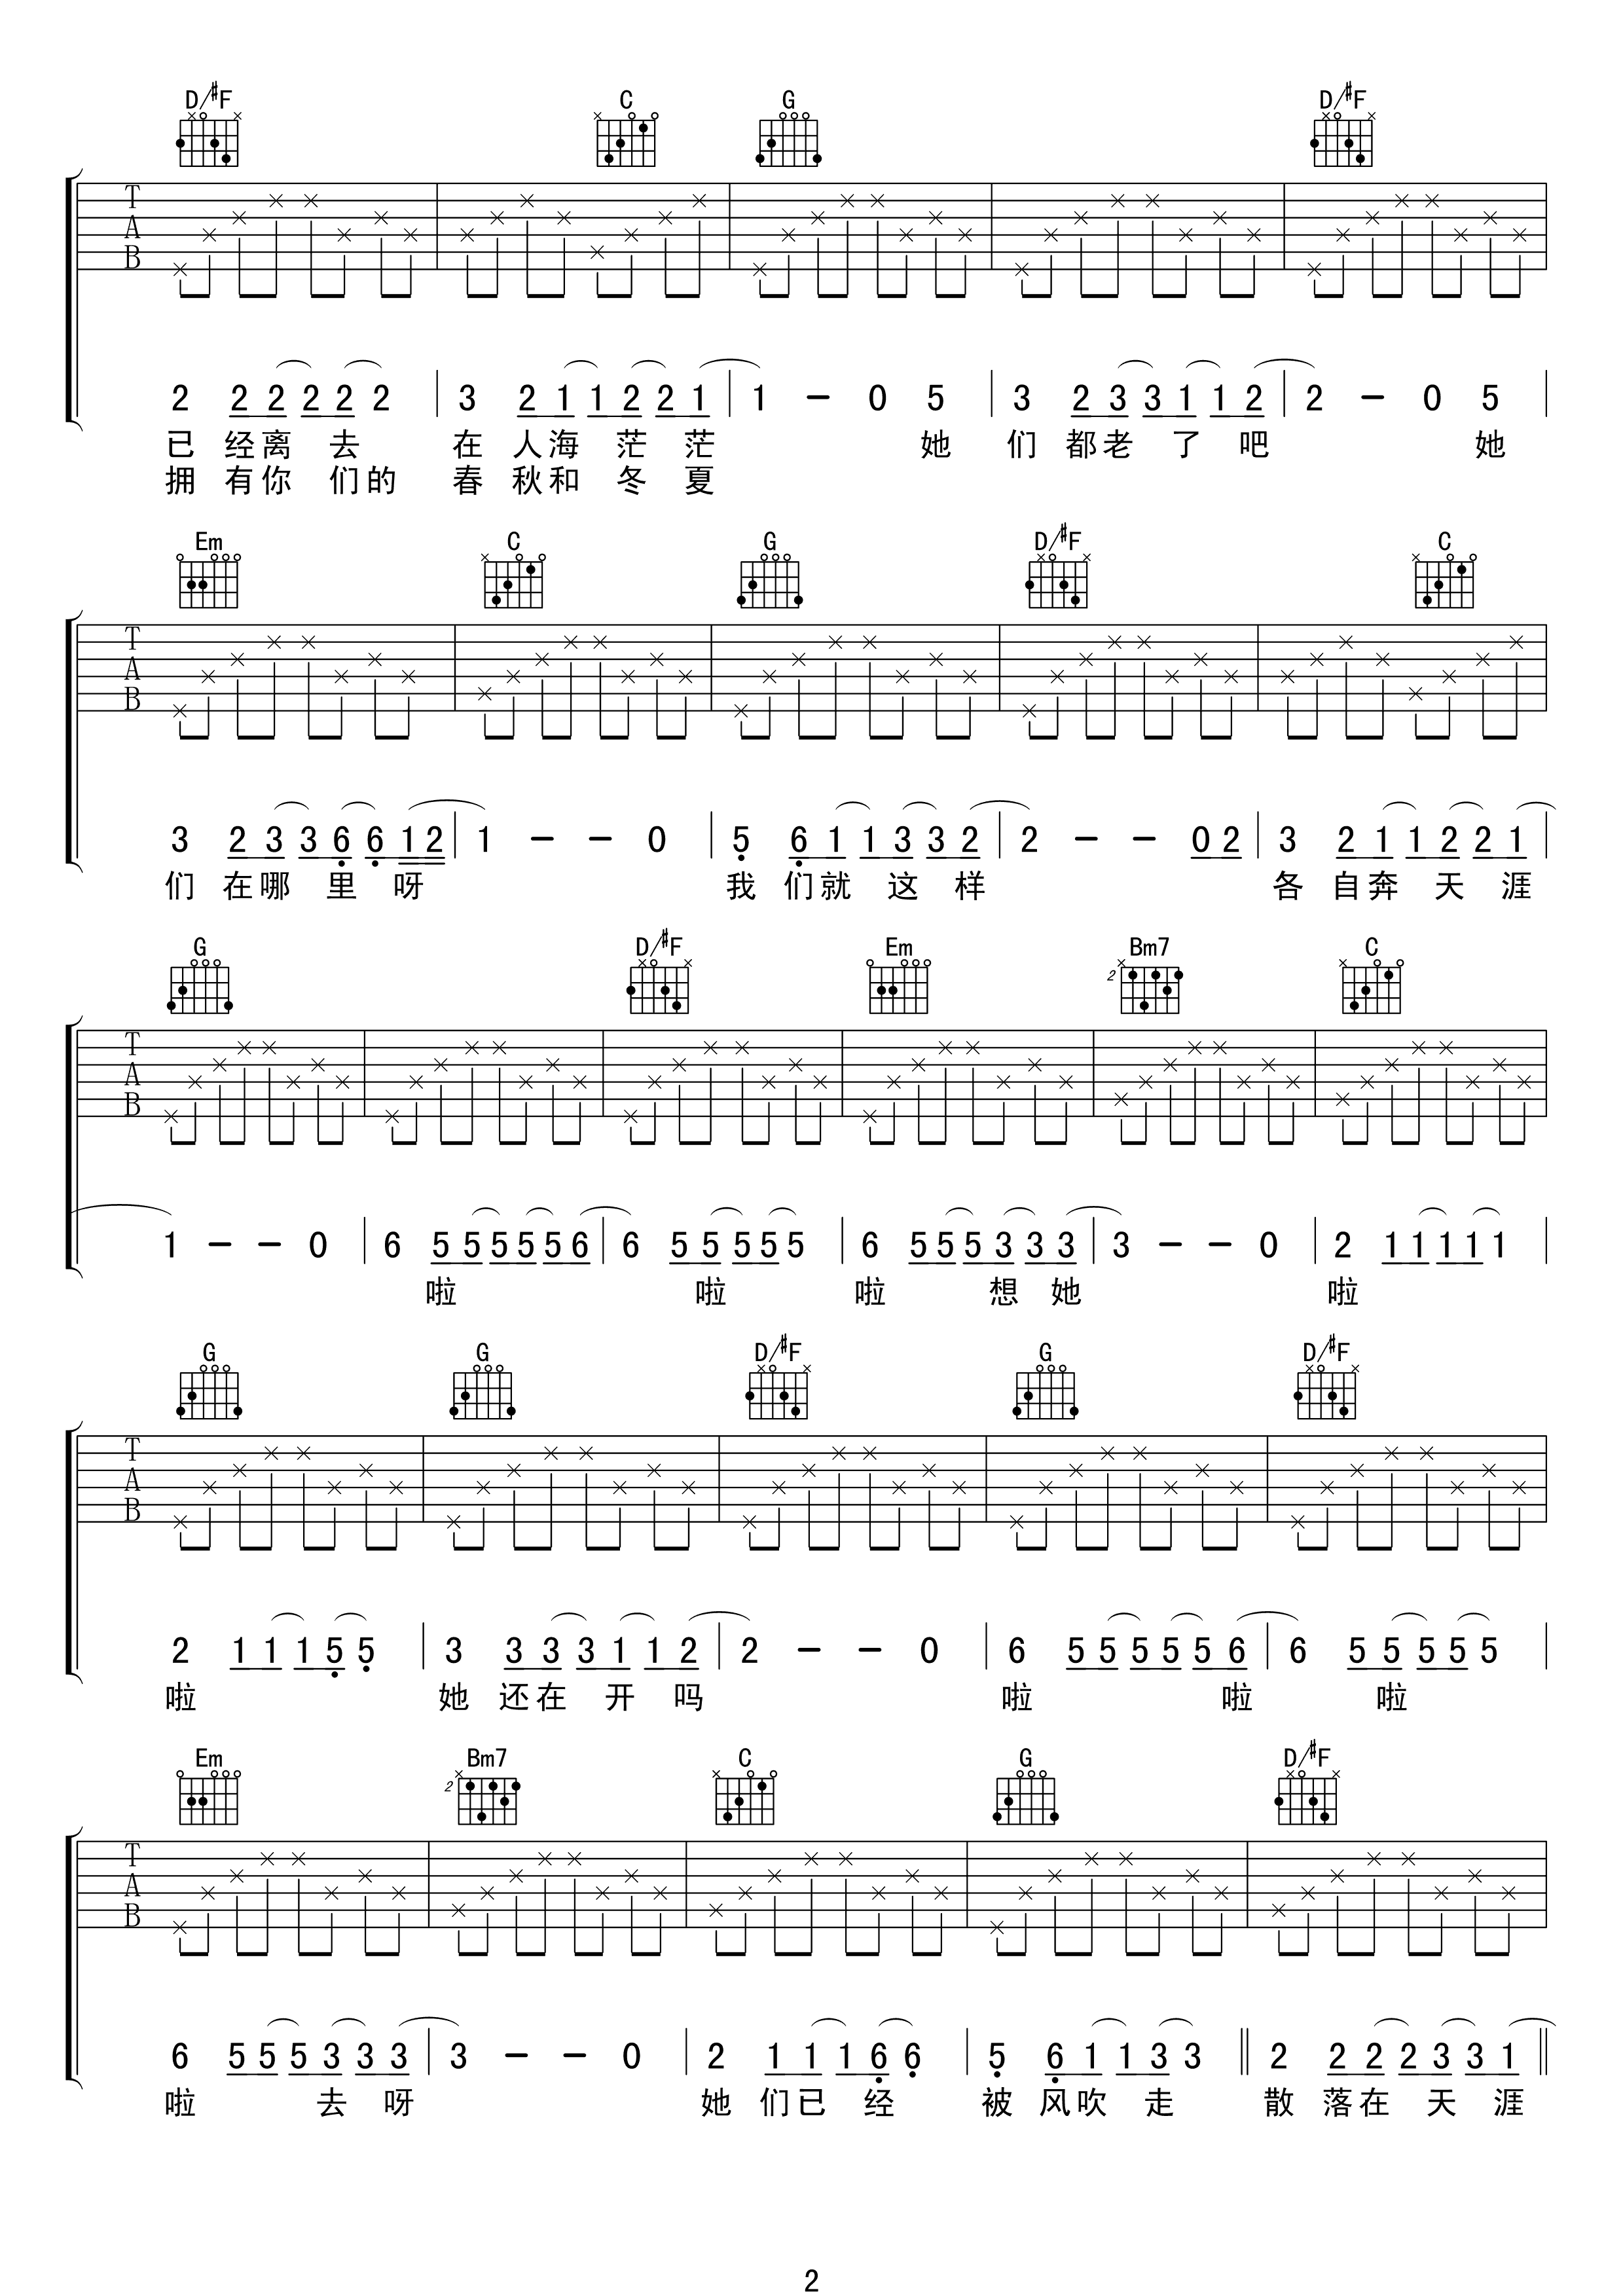 D/#F C G D/#F
T A B
2 2 2 2 2 2 | 3 2 1 1 2 2 1 | 1 - 0 5 | 3 2 3 3 1 1 2 | 2 - 0 5 |
已 经 离 去 在 人 海 茫 茫 她 们 都 老 了 吧 她
拥 有 你 们 的 春 秋 和 冬 夏
Em C G D/#F C
T A B
3 2 3 3 6 6 1 2 | 1 - - 0 | 5 6 1 1 3 3 2 | 2 - - 0 2 | 3 2 1 1 2 2 1 |
们 在 哪 里 呀 我 们 就 这 样 各 自 奔 天 涯
G D/#F Em Bm7 C
2
T A B
1 - - 0 | 6 5 5 5 5 5 6 | 6 5 5 5 5 5 | 6 5 5 5 3 3 3 | 3 - - 0 | 2 1 1 1 1 1 |
啦 啦 啦 想 她 啦
G G D/#F G D/#F
T A B
2 1 1 1 5 5 | 3 3 3 3 1 1 2 | 2 - - 0 | 6 5 5 5 5 5 6 | 6 5 5 5 5 5 |
啦 她 还 在 开 吗 啦 啦 啦
Em Bm7 C G D/#F
2
T A B
6 5 5 5 3 3 3 | 3 - - 0 | 2 1 1 1 6 6 | 5 6 1 1 3 3 || 2 2 2 2 3 3 1 ||
啦 去 呀 她 们 已 经 被 风 吹 走 散 落 在 天 涯
2